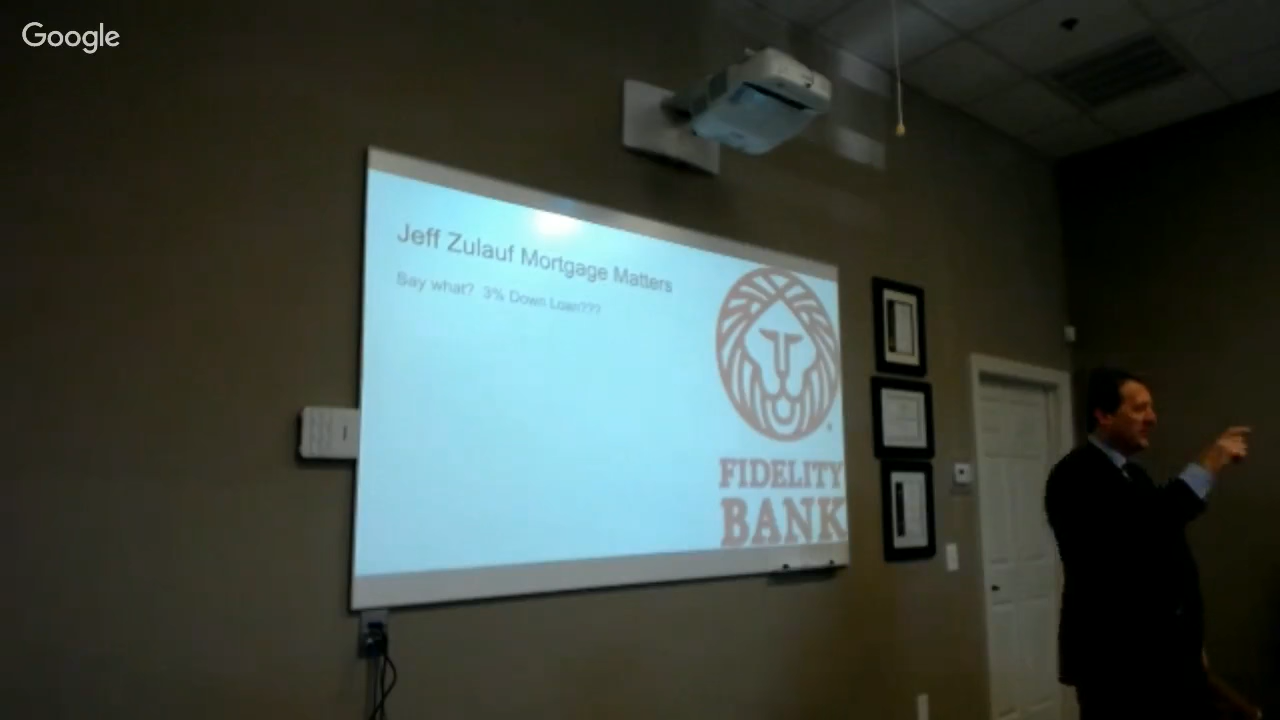 Google
Jeff Zulauf Mortgage Matters
Say what? 3% Down Loan???
FIDELITY
BANK